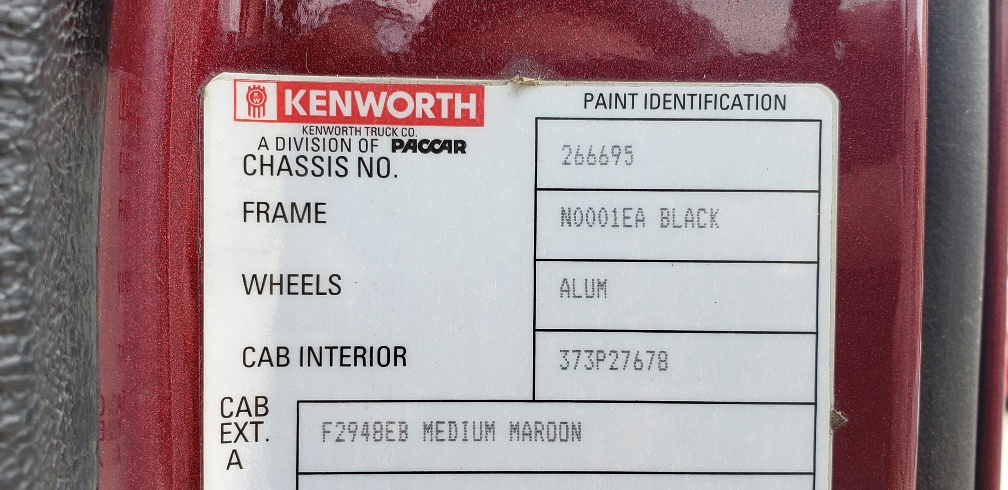 KENWORTH
KENWORTH TRUCK CO.
A DIVISION OF PACCAR
PAINT IDENTIFICATION
CHASSIS NO. 266695
FRAME N0001EA BLACK
WHEELS ALUM
CAB INTERIOR 373P27678
CAB
EXT.
A
F2948EB MEDIUM MAROON